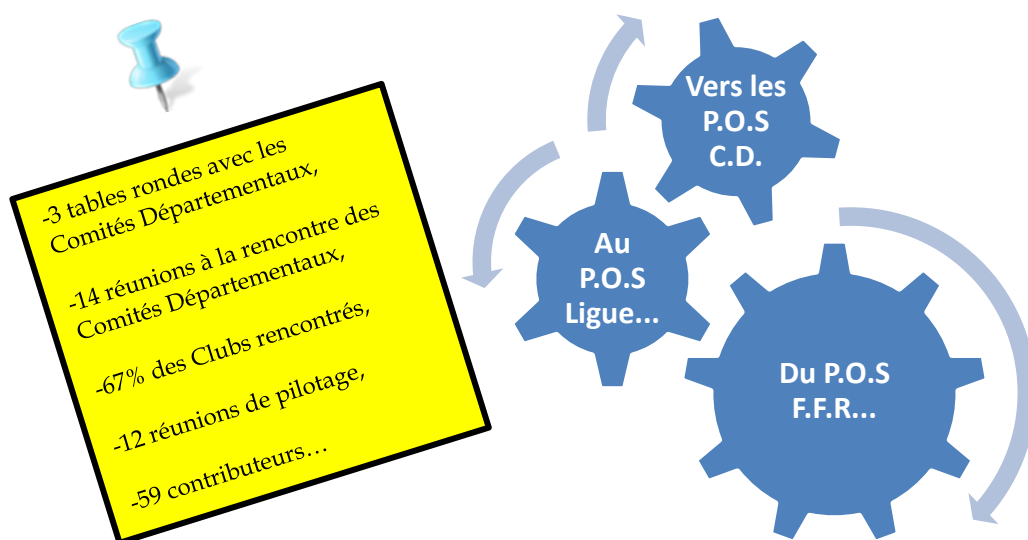 -3 tables rondes avec les
Comités Départementaux,
-14 réunions à la rencontre des
Comités Départementaux,
-67% des Clubs rencontrés,
-12 réunions de pilotage,
-59 contributeurs…
Vers les
P.O.S
C.D.
Au
P.O.S
Ligue...
Du P.O.S
F.F.R...